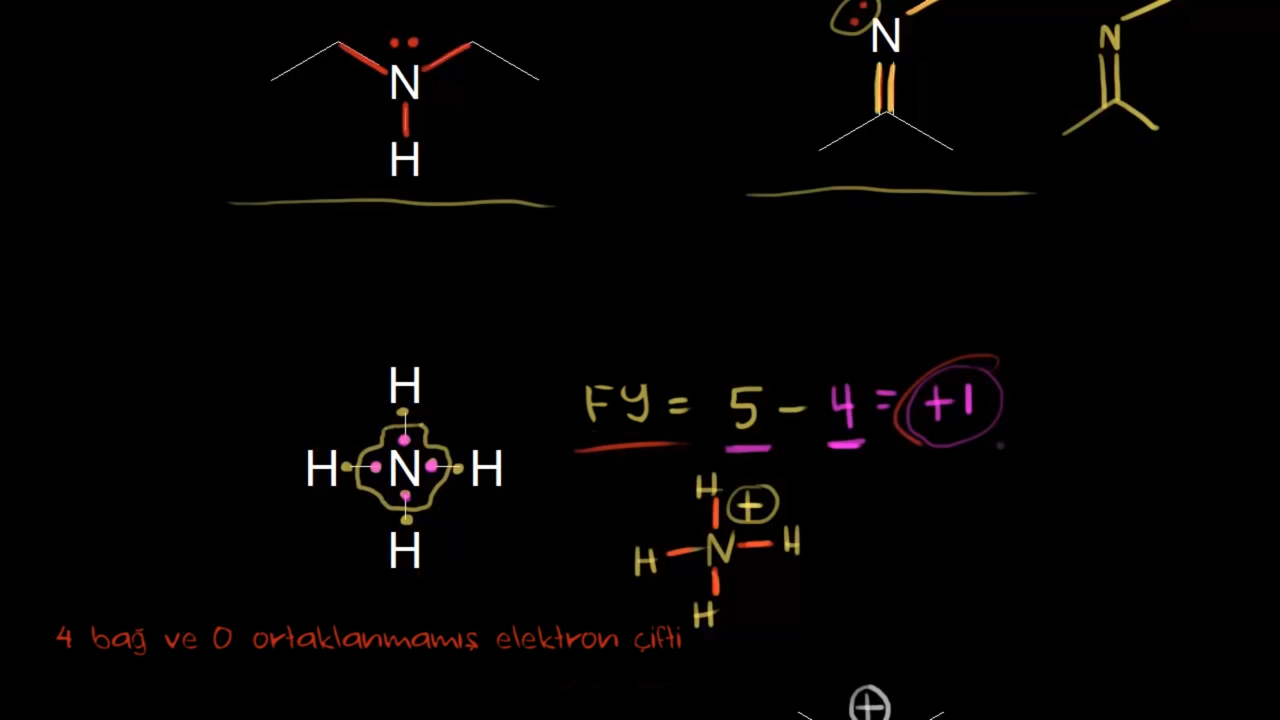 N
H
N
N
H
H N H
H
FY = 5 - 4 = +1
H +
H N H
H
4 bağ ve 0 ortaklanmamış elektron çifti
+